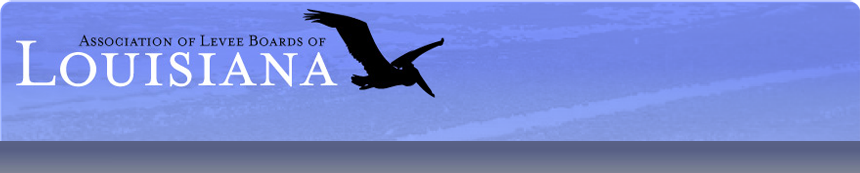 Association of Levee Boards of
Louisiana